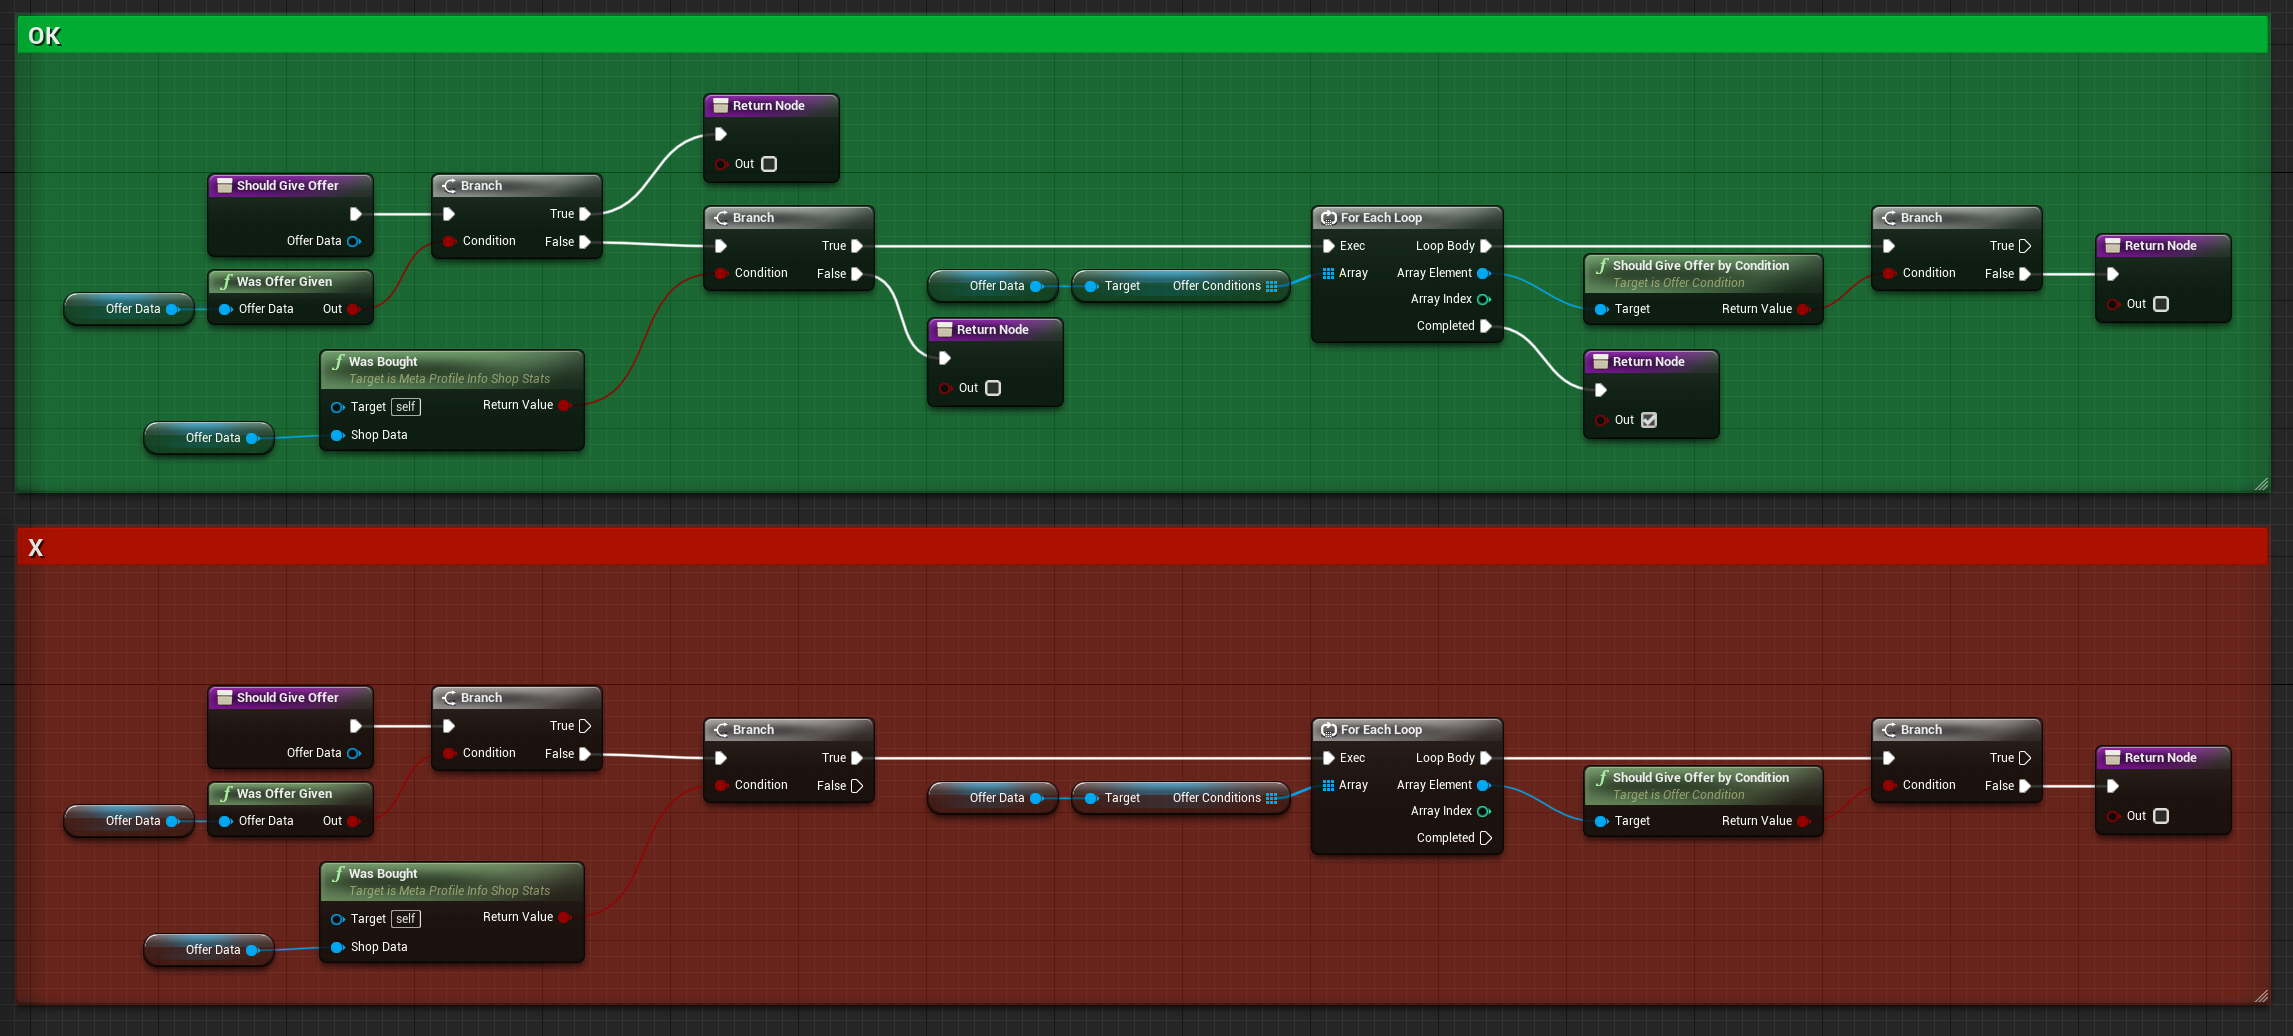 OK
Return Node
Out
Should Give Offer
Offer Data
Branch
True
Condition
False
Was Offer Given
Offer Data
Offer Data
Out
Branch
True
Condition
False
Was Bought
Target is Meta Profile Info Shop Stats
Target self
Return Value
Shop Data
Offer Data
Offer Data
Target
Offer Conditions
Return Node
Out
For Each Loop
Exec
Loop Body
Array
Array Element
Array Index
Completed
Should Give Offer by Condition
Target is Offer Condition
Target
Return Value
Return Node
Out
Branch
True
Condition
False
Return Node
Out
X
Should Give Offer
Offer Data
Branch
True
Condition
False
Was Offer Given
Offer Data
Offer Data
Out
Branch
True
Condition
False
Was Bought
Target is Meta Profile Info Shop Stats
Target self
Return Value
Shop Data
Offer Data
Offer Data
Target
Offer Conditions
For Each Loop
Exec
Loop Body
Array
Array Element
Array Index
Completed
Should Give Offer by Condition
Target is Offer Condition
Target
Return Value
Branch
True
Condition
False
Return Node
Out